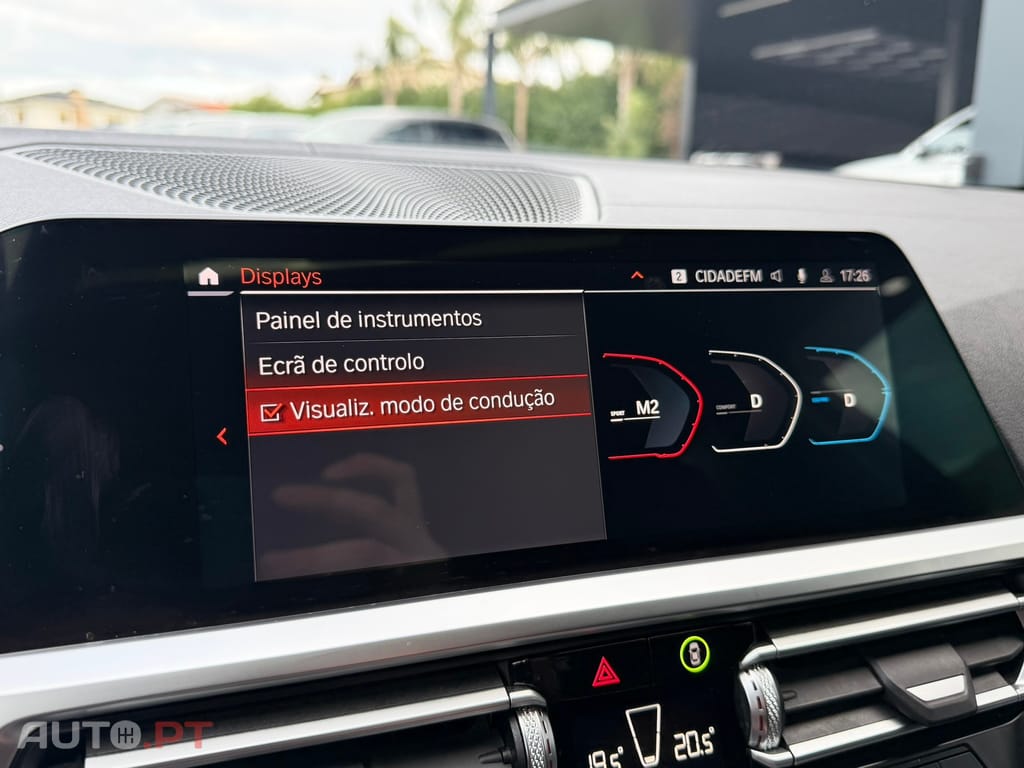 Displays
2 CIDADEFM 17:26
Painel de instrumentos
Ecrã de controlo
Visualiz. modo de condução
SPORT M2
COMFORT D
D
19.5° 20.5°
AUTO.PT